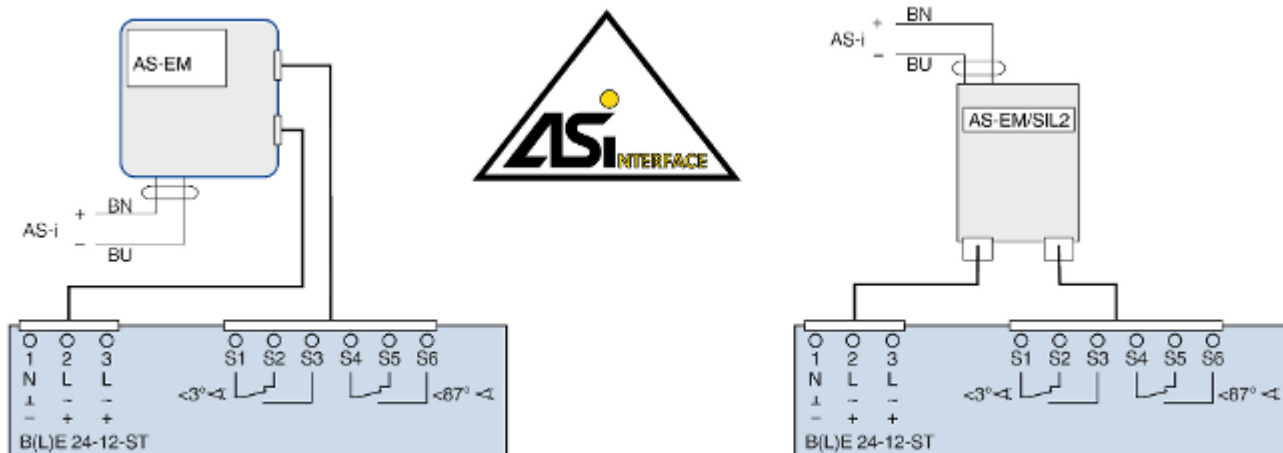 AS-EM
AS-i
+ BN
− BU
1 2 3 S1 S2 S3 S4 S5 S6
N L L
⊥ ~ ~
− + +
<3°∢ <87° ∢
B(L)E 24-12-ST
ASi NTERFACE
AS-i
+ BN
− BU
AS-EM/SIL2
1 2 3 S1 S2 S3 S4 S5 S6
N L L
⊥ ~ ~
− + +
<3°∢ <87° ∢
B(L)E 24-12-ST